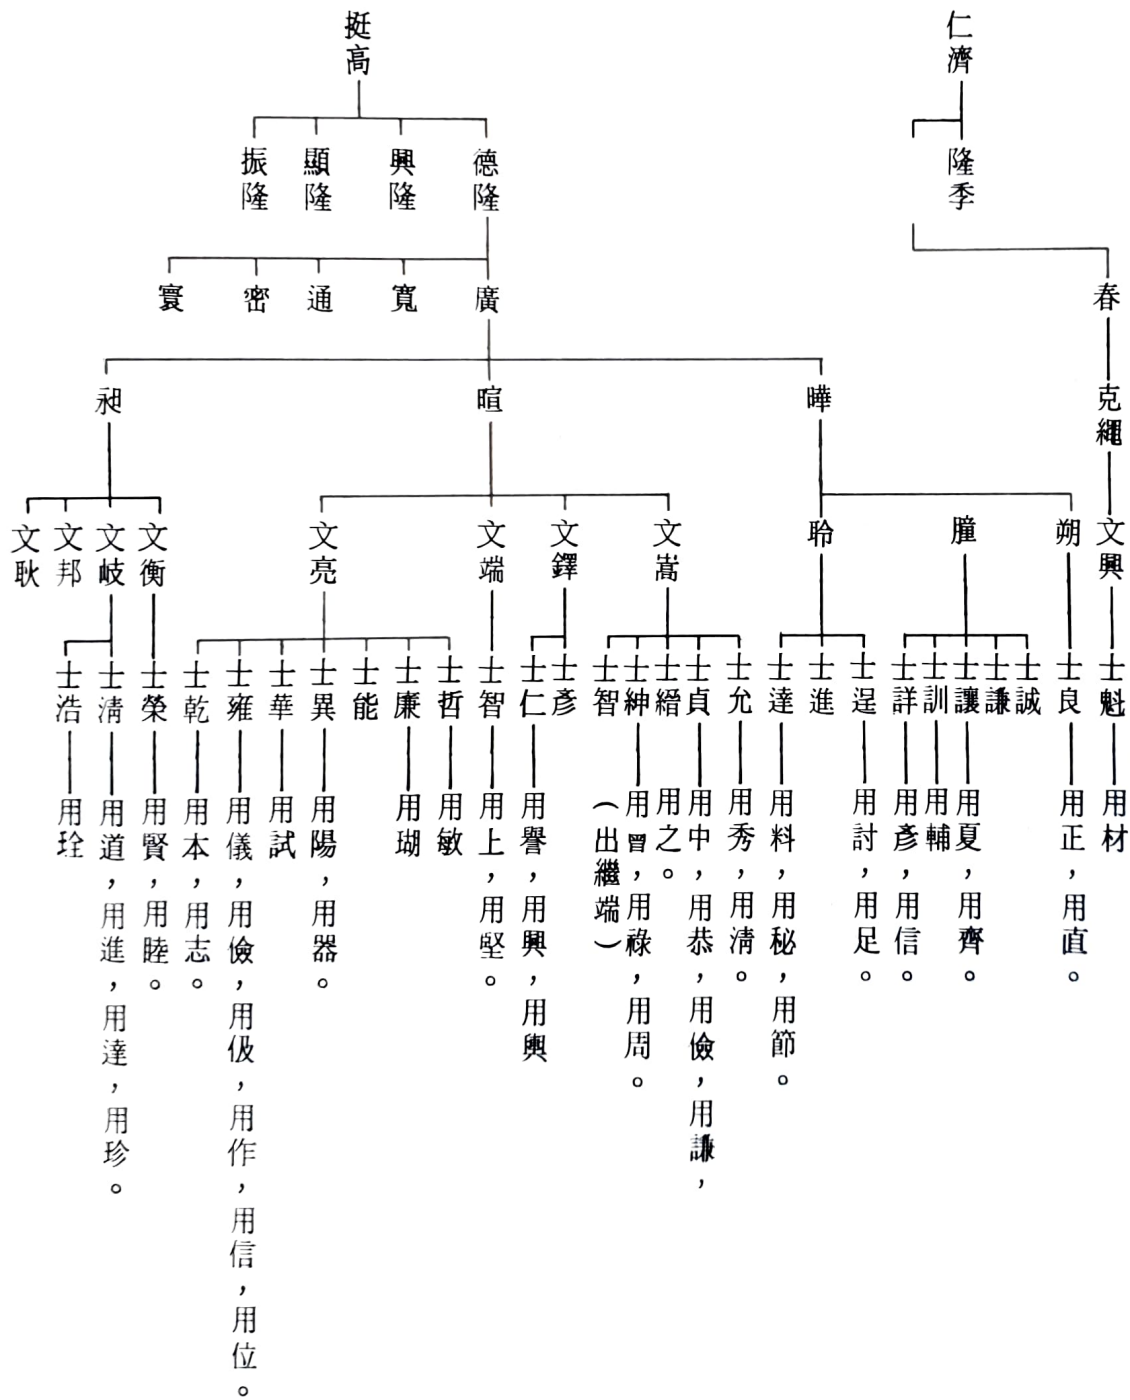 仁濟
隆季
春
克繩
文興
士魁
用材
挺高
德隆
興隆
顯隆
振隆
廣
寬
通
密
寰
曄
暄
昶
朔
膧
聆
文嵩
文鐸
文端
文亮
文衡
文岐
文邦
文耿
士良
士誠
士謙
士讓
士訓
士詳
士逞
士進
士達
士允
士貞
士縉
士紳
士智
士彥
士仁
士智
士哲
士廉
士能
士異
士華
士雍
士乾
士榮
士淸
士浩
用正，用直。
用夏，用齊。
用輔
用彥，用信。
用討，用足。
用料，用秘，用節。
用秀，用淸。
用中，用恭，用儉，用謙，
用之。
用曾，用祿，用周。
（出繼端）
用譽，用興，用輿
用上，用堅。
用敏
用瑚
用陽，用器。
用試
用儀，用儉，用伋，用作，用信，用位。
用本，用志。
用賢，用睦。
用道，用進，用達，用珍。
用珍